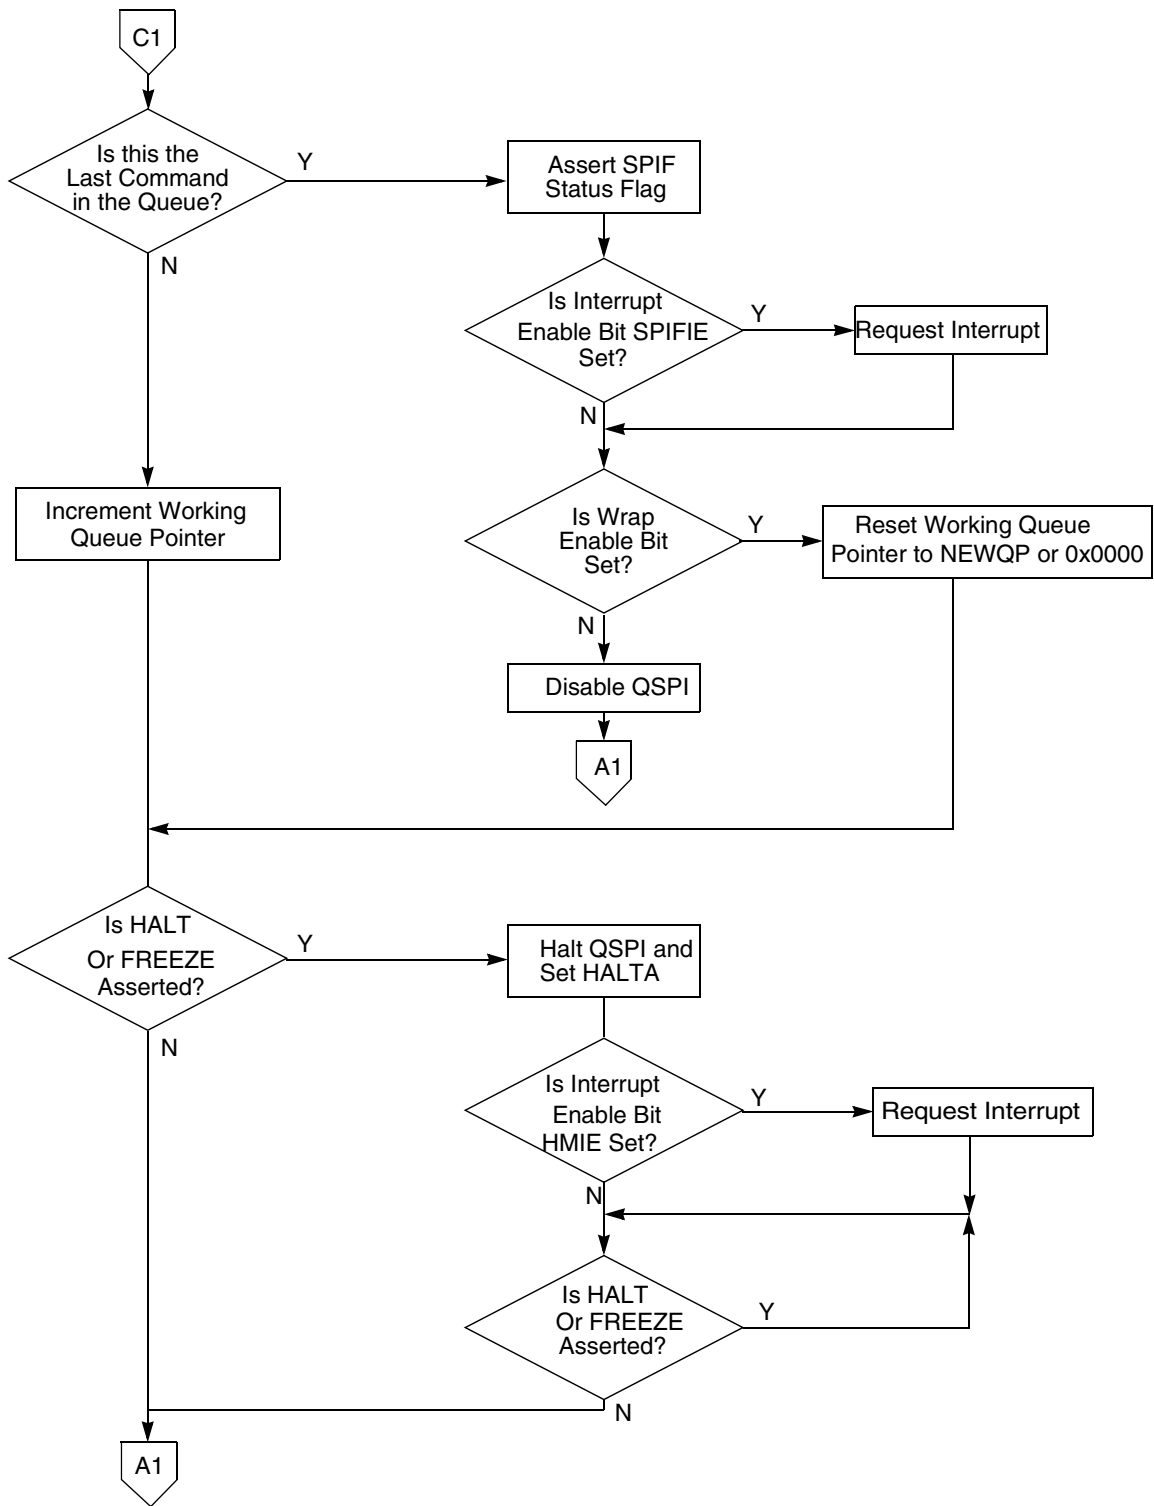 C1
Is this the
Last Command
in the Queue?
Y
N
Assert SPIF
Status Flag
Is Interrupt
Enable Bit SPIFIE
Set?
Y
Request Interrupt
N
Increment Working
Queue Pointer
Is Wrap
Enable Bit
Set?
Y
Reset Working Queue
Pointer to NEWQP or 0x0000
N
Disable QSPI
A1
Is HALT
Or FREEZE
Asserted?
Y
N
Halt QSPI and
Set HALTA
Is Interrupt
Enable Bit
HMIE Set?
Y
Request Interrupt
N
Is HALT
Or FREEZE
Asserted?
Y
N
A1